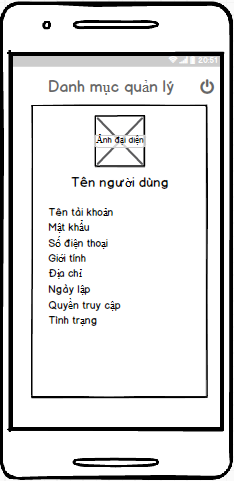 20:51
Danh mục quản lý
Ảnh đại diện
Tên người dùng
Tên tài khoản
Mật khẩu
Số điện thoại
Giới tính
Địa chỉ
Ngày lập
Quyền truy cập
Tình trạng